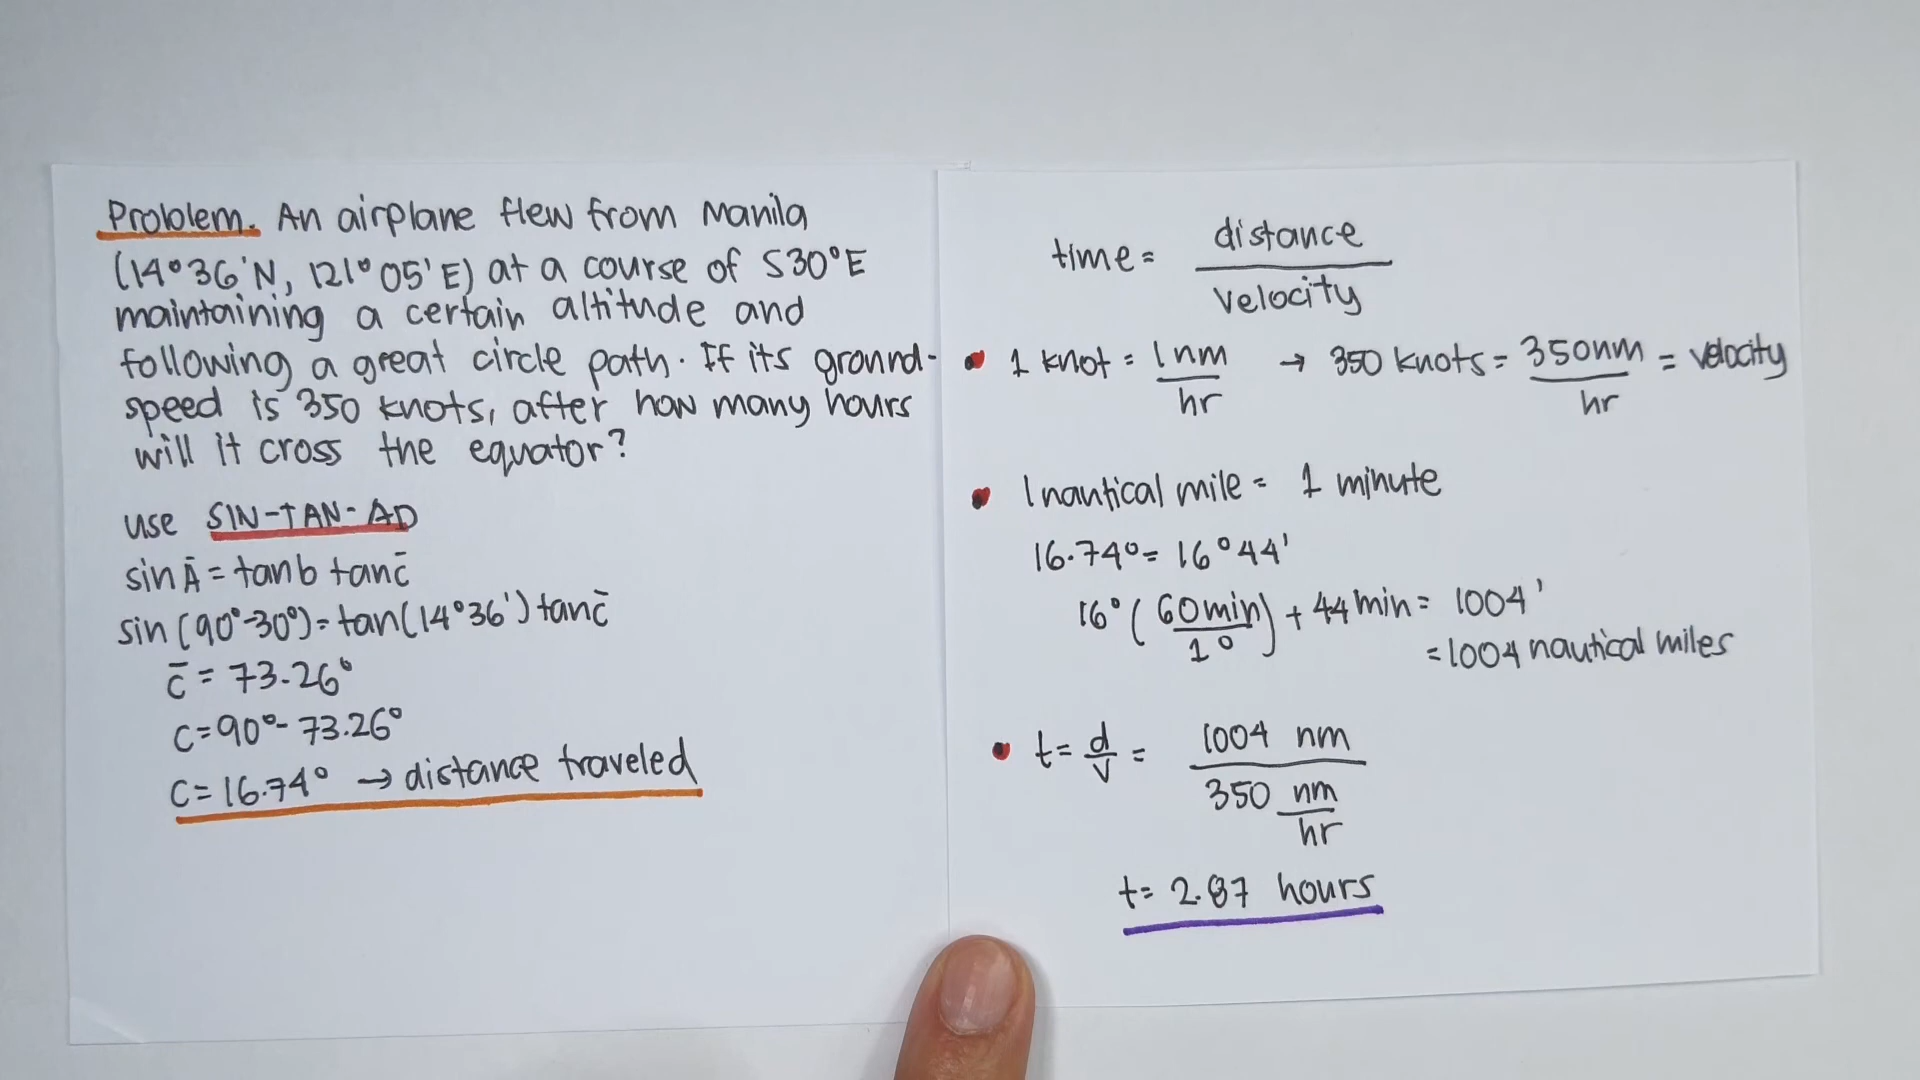 Problem. An airplane flew from Manila
(14°36'N, 121°05'E) at a course of S30°E
maintaining a certain altitude and
following a great circle path. If its ground-
speed is 350 knots, after how many hours
will it cross the equator?
use SIN-TAN-AD
sin Ā = tan b tan c̄
sin (90°-30°) = tan(14°36') tan c̄
c̄ = 73.26°
c = 90° - 73.26°
c = 16.74° → distance traveled
time = distance / velocity
• 1 knot = 1 nm / hr → 350 knots = 350 nm / hr = velocity
• 1 nautical mile = 1 minute
16.74° = 16°44'
16° (60 min / 1°) + 44 min = 1004'
= 1004 nautical miles
• t = d / v = 1004 nm / 350 nm / hr
t = 2.87 hours